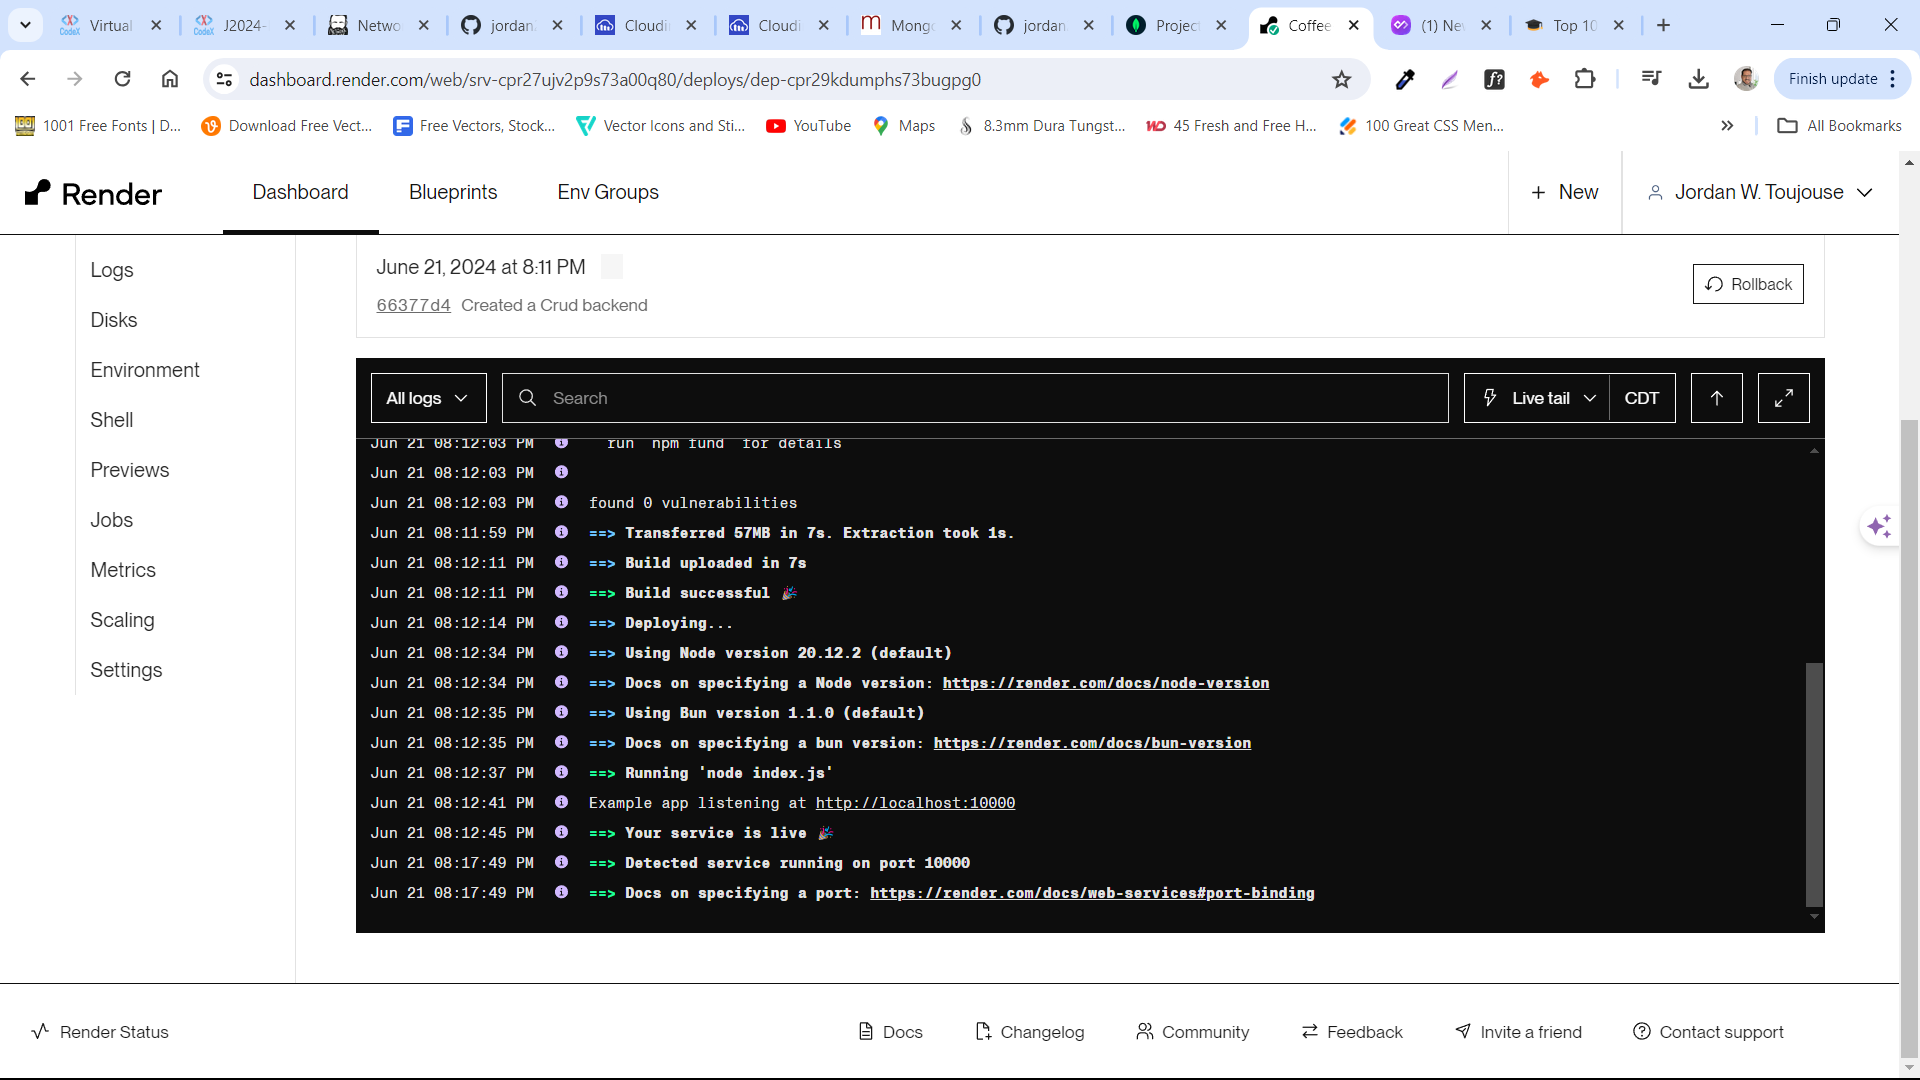 Virtual
J2024-
Netwo
jordan.
Cloudi
Cloudi
Mong
jordan.
Project
Coffee
(1) Ne
Top 10
dashboard.render.com/web/srv-cpr27ujv2p9s73a00q80/deploys/dep-cpr29kdumphs73bugpg0
Finish update
1001 Free Fonts | D...
Download Free Vect...
Free Vectors, Stock...
Vector Icons and Sti...
YouTube
Maps
8.3mm Dura Tungst...
45 Fresh and Free H...
100 Great CSS Men...
All Bookmarks
Render
Dashboard
Blueprints
Env Groups
+ New
Jordan W. Toujouse
Logs
Disks
Environment
Shell
Previews
Jobs
Metrics
Scaling
Settings
June 21, 2024 at 8:11 PM
66377d4 Created a Crud backend
Rollback
All logs
Search
Live tail
CDT
Jun 21 08:12:03 PM run `npm fund` for details
Jun 21 08:12:03 PM
Jun 21 08:12:03 PM found 0 vulnerabilities
Jun 21 08:11:59 PM ==> Transferred 57MB in 7s. Extraction took 1s.
Jun 21 08:12:11 PM ==> Build uploaded in 7s
Jun 21 08:12:11 PM ==> Build successful 🎉
Jun 21 08:12:14 PM ==> Deploying...
Jun 21 08:12:34 PM ==> Using Node version 20.12.2 (default)
Jun 21 08:12:34 PM ==> Docs on specifying a Node version: https://render.com/docs/node-version
Jun 21 08:12:35 PM ==> Using Bun version 1.1.0 (default)
Jun 21 08:12:35 PM ==> Docs on specifying a bun version: https://render.com/docs/bun-version
Jun 21 08:12:37 PM ==> Running 'node index.js'
Jun 21 08:12:41 PM Example app listening at http://localhost:10000
Jun 21 08:12:45 PM ==> Your service is live 🎉
Jun 21 08:17:49 PM ==> Detected service running on port 10000
Jun 21 08:17:49 PM ==> Docs on specifying a port: https://render.com/docs/web-services#port-binding
Render Status
Docs
Changelog
Community
Feedback
Invite a friend
Contact support